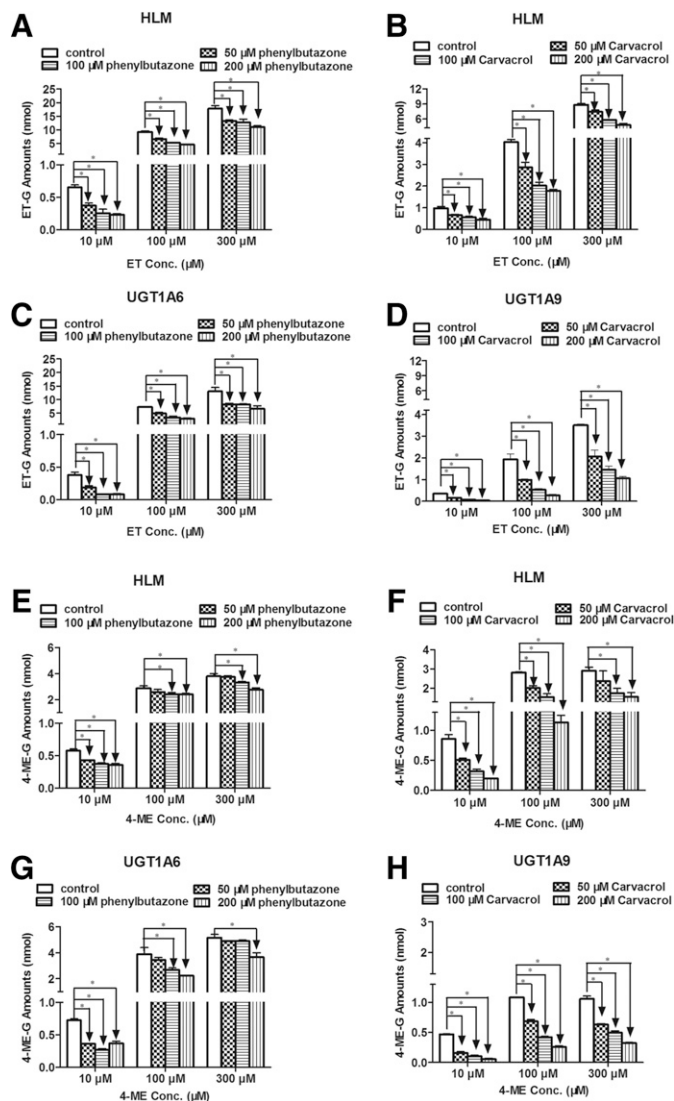 A
HLM
control
50 µM phenylbutazone
100 µM phenylbutazone
200 µM phenylbutazone
ET-G Amounts (nmol)
25
20
15
10
5
1.0
0.5
0.0
* * * * * * * * *
10 µM
100 µM
300 µM
ET Conc. (µM)
B
HLM
control
50 µM Carvacrol
100 µM Carvacrol
200 µM Carvacrol
ET-G Amounts (nmol)
12
9
6
4
3
2
1
0
* * * * * * * * *
10 µM
100 µM
300 µM
ET Conc. (µM)
C
UGT1A6
control
50 µM phenylbutazone
100 µM phenylbutazone
200 µM phenylbutazone
ET-G Amounts (nmol)
25
20
15
10
5
1.0
0.5
0.0
* * * * * * * * *
10 µM
100 µM
300 µM
ET Conc. (µM)
D
UGT1A9
control
50 µM Carvacrol
100 µM Carvacrol
200 µM Carvacrol
ET-G Amounts (nmol)
12
9
6
4
3
2
1
0
* * * * * * * * *
10 µM
100 µM
300 µM
ET Conc. (µM)
E
HLM
control
50 µM phenylbutazone
100 µM phenylbutazone
200 µM phenylbutazone
4-ME-G Amounts (nmol)
6
4
2
1.0
0.5
0.0
* * * * * * *
10 µM
100 µM
300 µM
4-ME Conc. (µM)
F
HLM
control
50 µM Carvacrol
100 µM Carvacrol
200 µM Carvacrol
4-ME-G Amounts (nmol)
4
3
2
1.0
0.5
0.0
* * * * * * * *
10 µM
100 µM
300 µM
4-ME Conc. (µM)
G
UGT1A6
control
50 µM phenylbutazone
100 µM phenylbutazone
200 µM phenylbutazone
4-ME-G Amounts (nmol)
6
4
2
1.0
0.5
0.0
* * * * * *
10 µM
100 µM
300 µM
4-ME Conc. (µM)
H
UGT1A9
control
50 µM Carvacrol
100 µM Carvacrol
200 µM Carvacrol
4-ME-G Amounts (nmol)
3
2
1.0
0.5
0.0
* * * * * * * * *
10 µM
100 µM
300 µM
4-ME Conc. (µM)